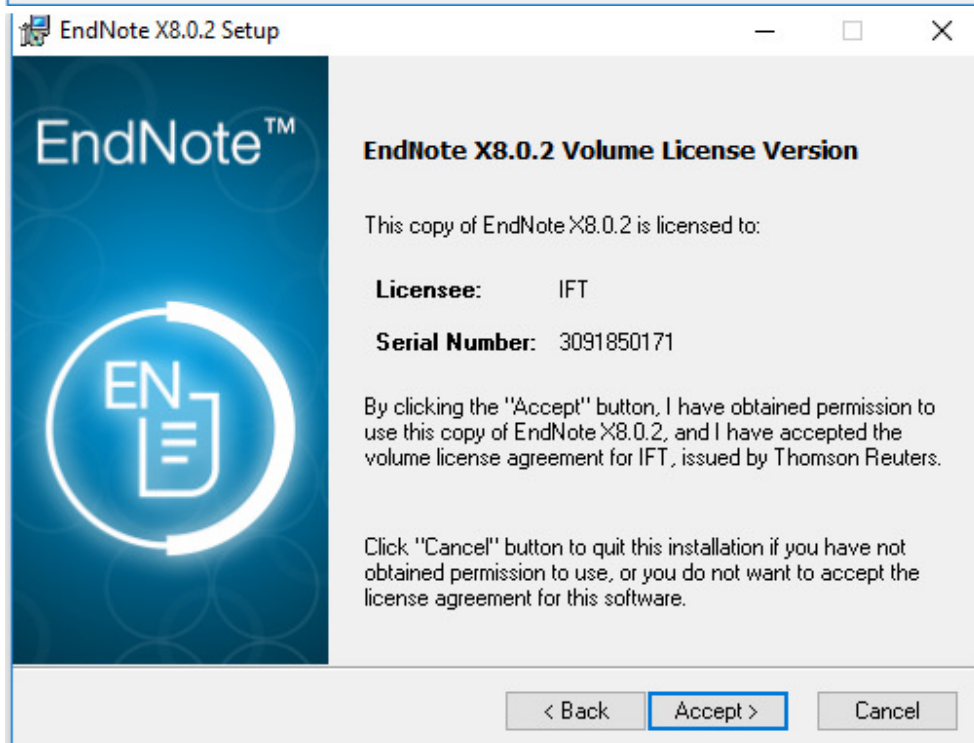 EndNote X8.0.2 Setup
EndNote™
EndNote X8.0.2 Volume License Version
This copy of EndNote X8.0.2 is licensed to:
Licensee: IFT
Serial Number: 3091850171
By clicking the "Accept" button, I have obtained permission to
use this copy of EndNote X8.0.2, and I have accepted the
volume license agreement for IFT, issued by Thomson Reuters.
EN
Click "Cancel" button to quit this installation if you have not
obtained permission to use, or you do not want to accept the
license agreement for this software.
< Back Accept > Cancel